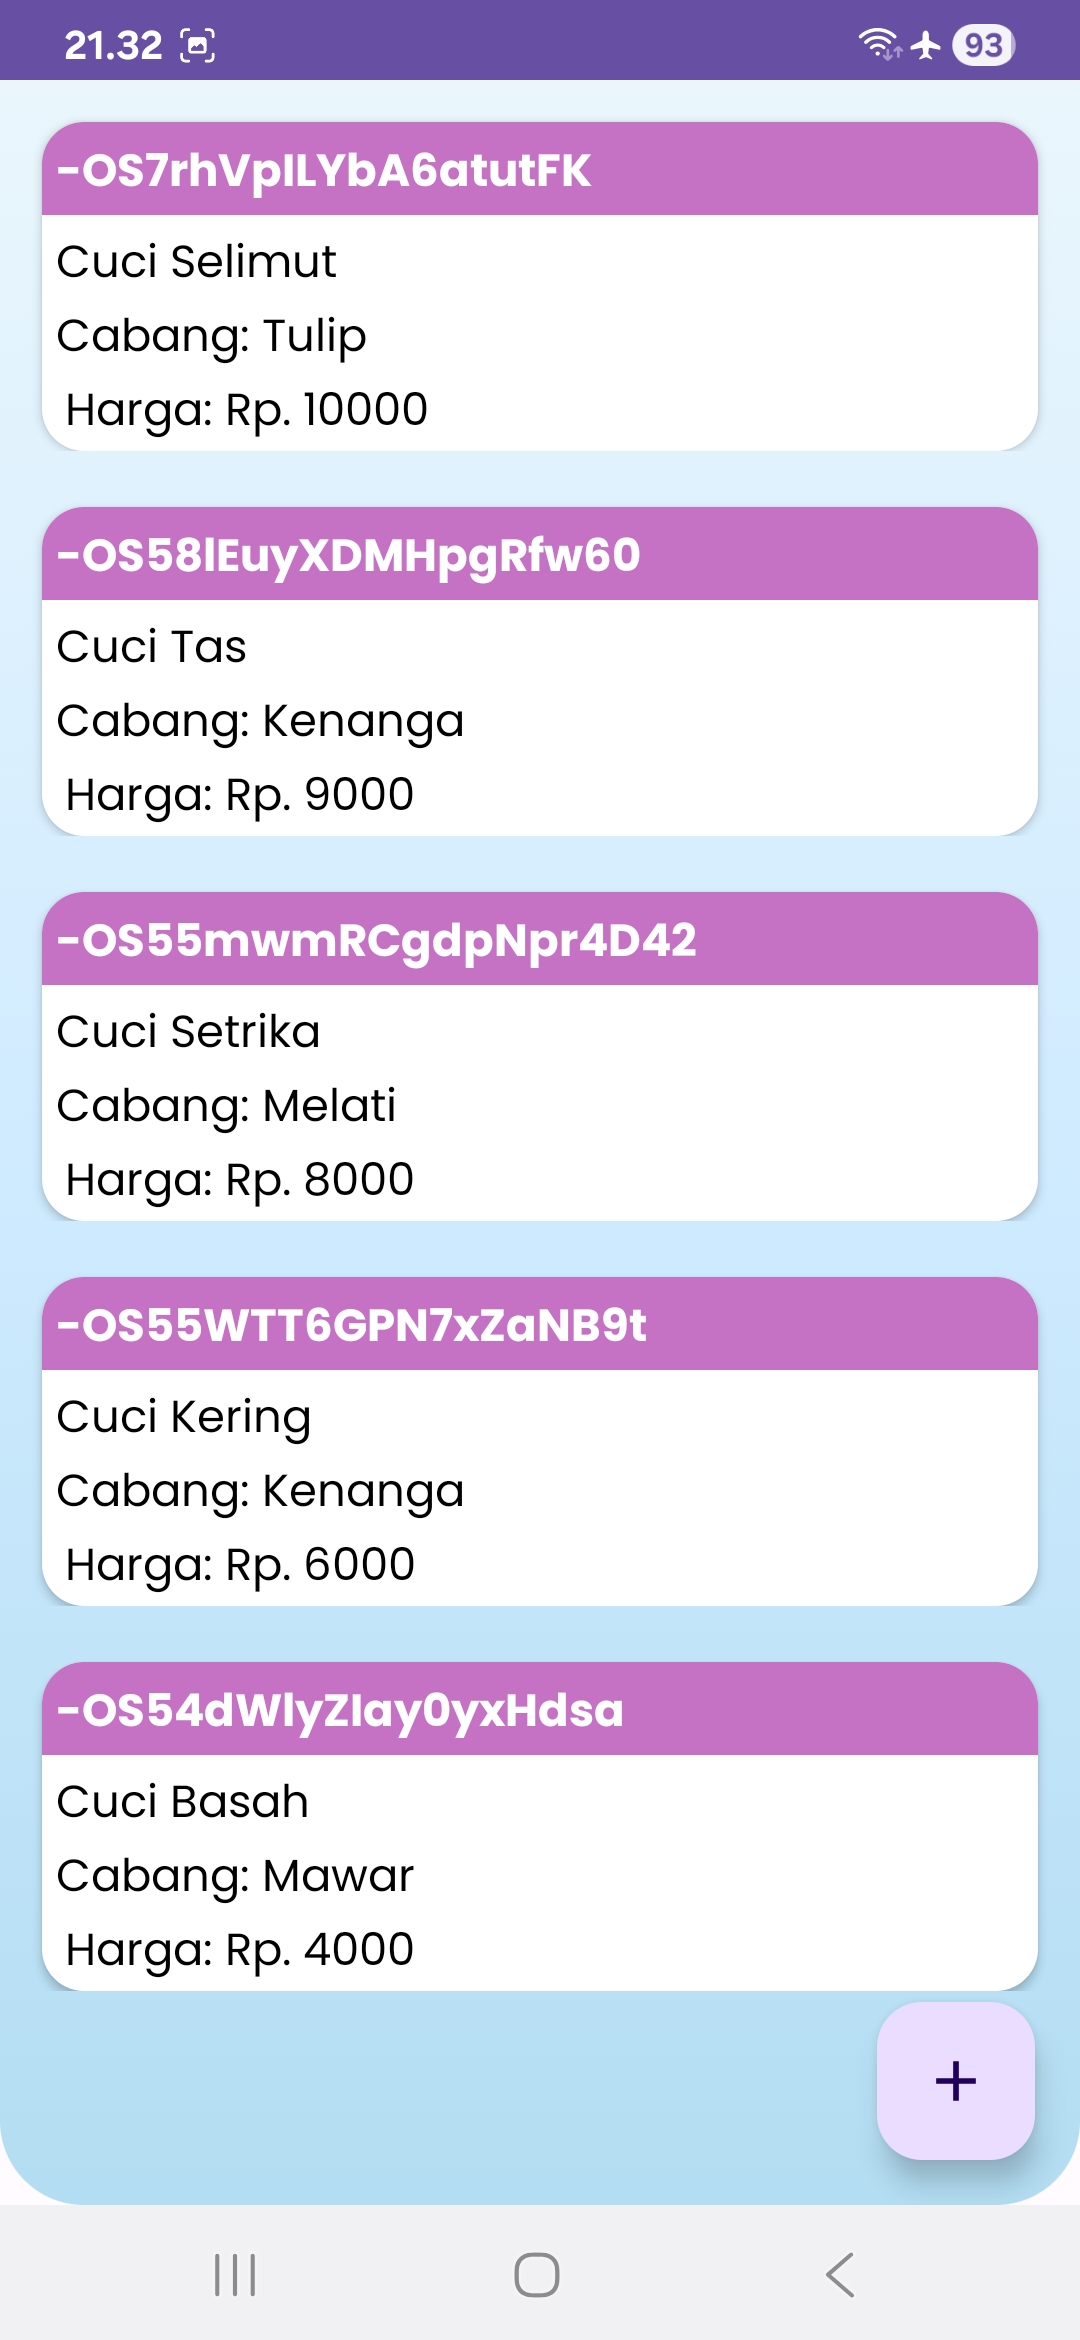 21.32
93
-OS7rhVpILYbA6atutFK
Cuci Selimut
Cabang: Tulip
Harga: Rp. 10000
-OS58lEuyXDMHpgRfw60
Cuci Tas
Cabang: Kenanga
Harga: Rp. 9000
-OS55mwmRCgdpNpr4D42
Cuci Setrika
Cabang: Melati
Harga: Rp. 8000
-OS55WTT6GPN7xZaNB9t
Cuci Kering
Cabang: Kenanga
Harga: Rp. 6000
-OS54dWlyZIay0yxHdsa
Cuci Basah
Cabang: Mawar
Harga: Rp. 4000